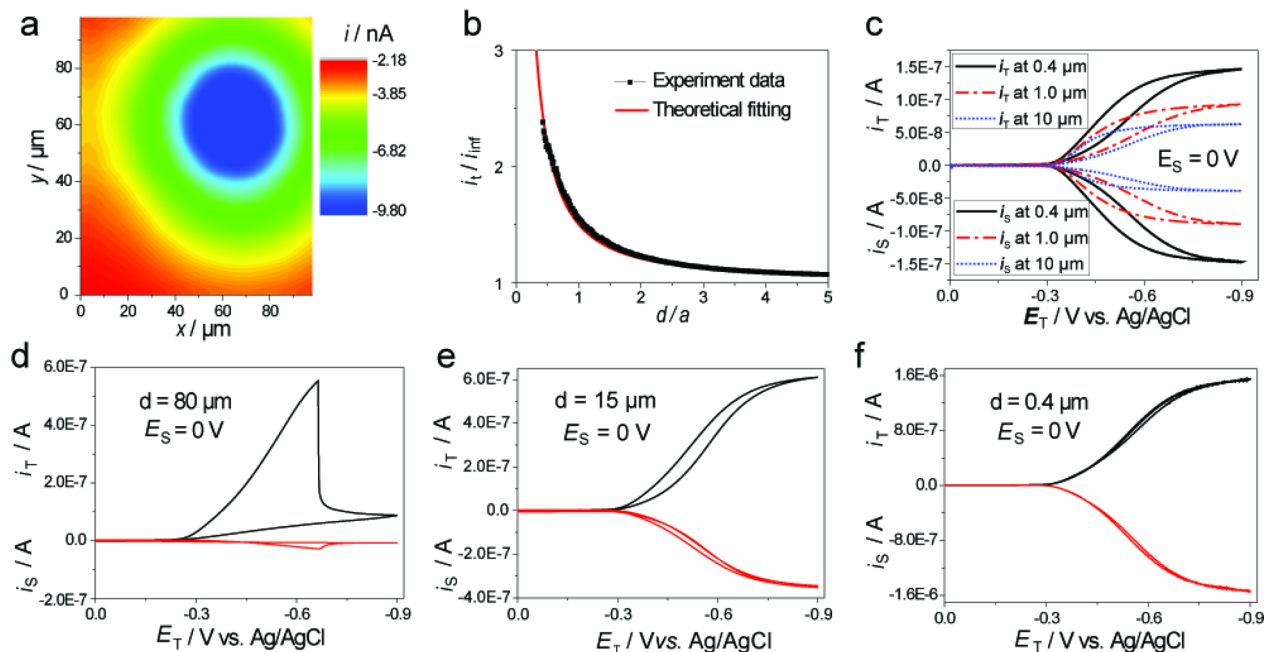 a
i / nA
-2.18
-3.85
-6.82
-9.80
y / µm
100
80
60
40
20
0
0 20 40 60 80
x / µm
b
i_t / i_inf
3
2
1
Experiment data
Theoretical fitting
0 1 2 3 4 5
d/a
c
i_T / A
i_S / A
1.5E-7
1.0E-7
5.0E-8
0.0
-5.0E-8
-1.0E-7
-1.5E-7
i_T at 0.4 µm
i_T at 1.0 µm
i_T at 10 µm
E_S = 0 V
i_S at 0.4 µm
i_S at 1.0 µm
i_S at 10 µm
0.0 -0.3 -0.6 -0.9
E_T / V vs. Ag/AgCl
d
i_T / A
i_S / A
6.0E-7
4.0E-7
2.0E-7
0.0
-2.0E-7
d = 80 µm
E_S = 0 V
0.0 -0.3 -0.6 -0.9
E_T / V vs. Ag/AgCl
e
i_T / A
i_S / A
6.0E-7
4.0E-7
2.0E-7
0.0
-2.0E-7
-4.0E-7
d = 15 µm
E_S = 0 V
0.0 -0.3 -0.6 -0.9
E_T / V vs. Ag/AgCl
f
i_T / A
i_S / A
1.6E-6
8.0E-7
0.0
-8.0E-7
-1.6E-6
d = 0.4 µm
E_S = 0 V
0.0 -0.3 -0.6 -0.9
E_T / V vs. Ag/AgCl